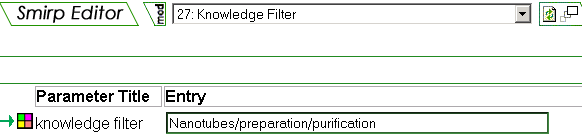 Smirp Editor mod 27: Knowledge Filter
Parameter Title Entry
knowledge filter Nanotubes/preparation/purification